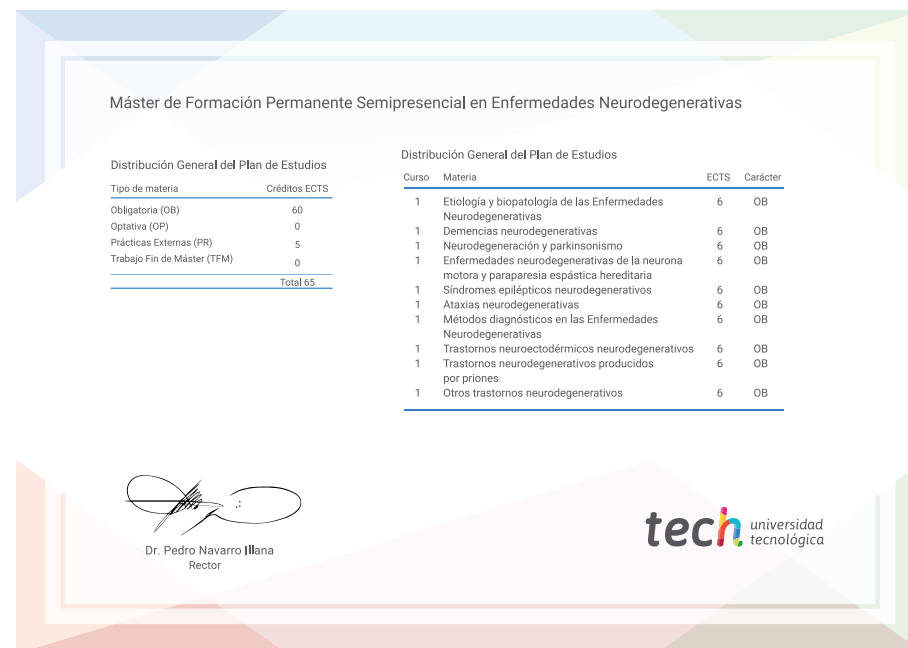 Máster de Formación Permanente Semipresencial en Enfermedades Neurodegenerativas
Distribución General del Plan de Estudios
Tipo de materia Créditos ECTS
Obligatoria (OB) 60
Optativa (OP) 0
Prácticas Externas (PR) 5
Trabajo Fin de Máster (TFM) 0
Total 65
Distribución General del Plan de Estudios
Curso Materia ECTS Carácter
1 Etiología y biopatología de las Enfermedades 6 OB
Neurodegenerativas
1 Demencias neurodegenerativas 6 OB
1 Neurodegeneración y parkinsonismo 6 OB
1 Enfermedades neurodegenerativas de la neurona 6 OB
motora y paraparesia espástica hereditaria
1 Síndromes epilépticos neurodegenerativos 6 OB
1 Ataxias neurodegenerativas 6 OB
1 Métodos diagnósticos en las Enfermedades 6 OB
Neurodegenerativas
1 Trastornos neuroectodérmicos neurodegenerativos 6 OB
1 Trastornos neurodegenerativos producidos 6 OB
por priones
1 Otros trastornos neurodegenerativos 6 OB
Dr. Pedro Navarro Illana
Rector
tech universidad
tecnológica